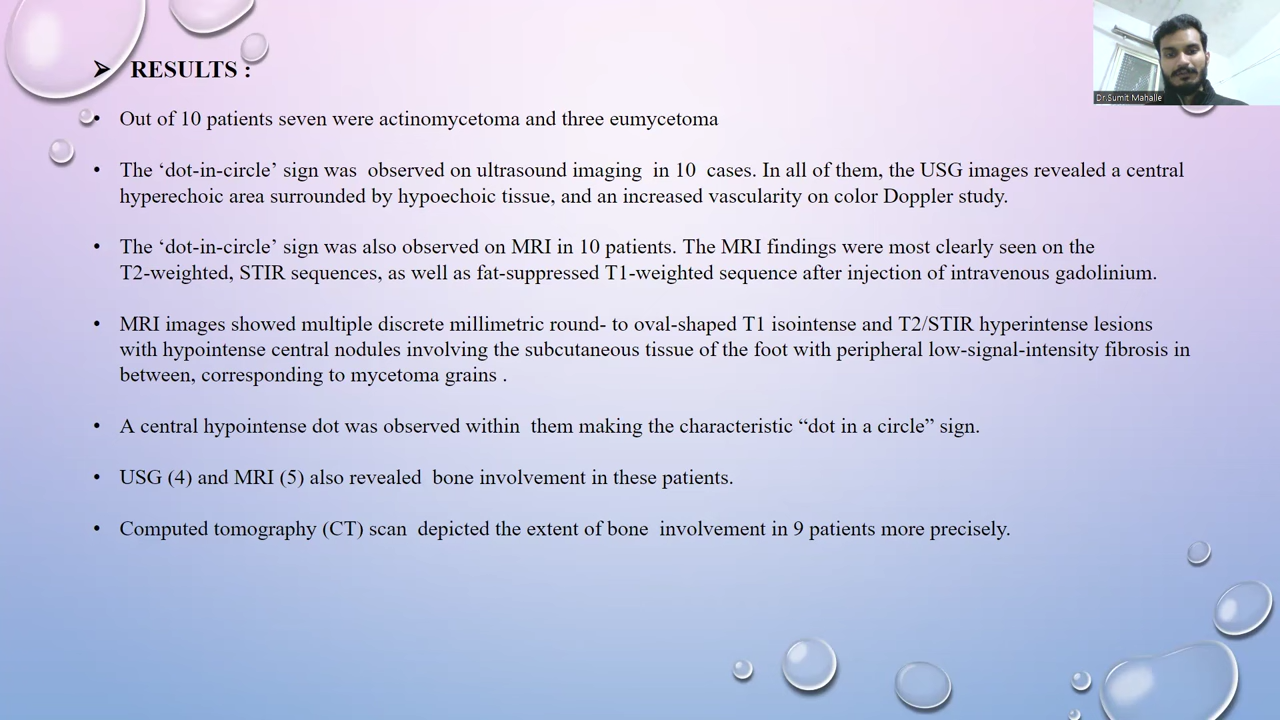 ➤ RESULTS :
Dr.Sumit Mahalle
• Out of 10 patients seven were actinomycetoma and three eumycetoma
• The ‘dot-in-circle’ sign was observed on ultrasound imaging in 10 cases. In all of them, the USG images revealed a central
hyperechoic area surrounded by hypoechoic tissue, and an increased vascularity on color Doppler study.
• The ‘dot-in-circle’ sign was also observed on MRI in 10 patients. The MRI findings were most clearly seen on the
T2-weighted, STIR sequences, as well as fat-suppressed T1-weighted sequence after injection of intravenous gadolinium.
• MRI images showed multiple discrete millimetric round- to oval-shaped T1 isointense and T2/STIR hyperintense lesions
with hypointense central nodules involving the subcutaneous tissue of the foot with peripheral low-signal-intensity fibrosis in
between, corresponding to mycetoma grains .
• A central hypointense dot was observed within them making the characteristic “dot in a circle” sign.
• USG (4) and MRI (5) also revealed bone involvement in these patients.
• Computed tomography (CT) scan depicted the extent of bone involvement in 9 patients more precisely.